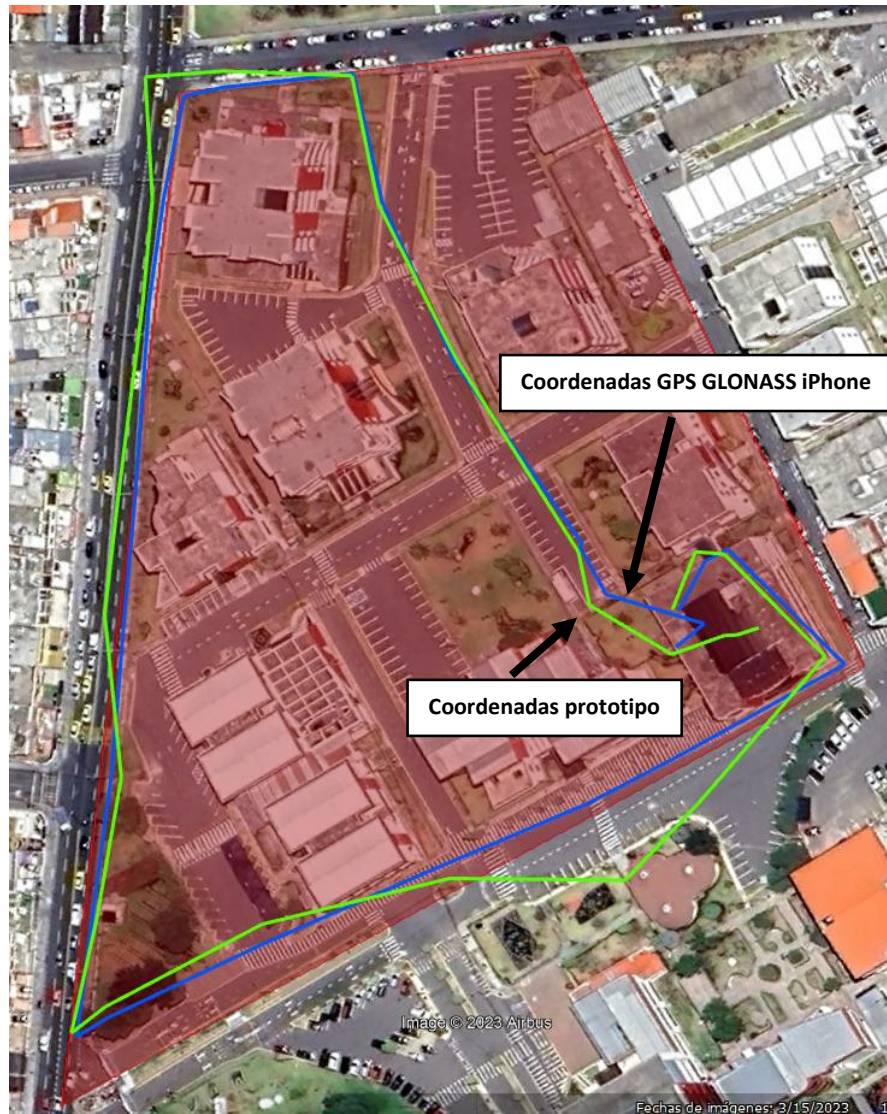 Coordenadas GPS GLONASS iPhone
Coordenadas prototipo
Image © 2023 Airbus
Fechas de imágenes: 3/15/2023